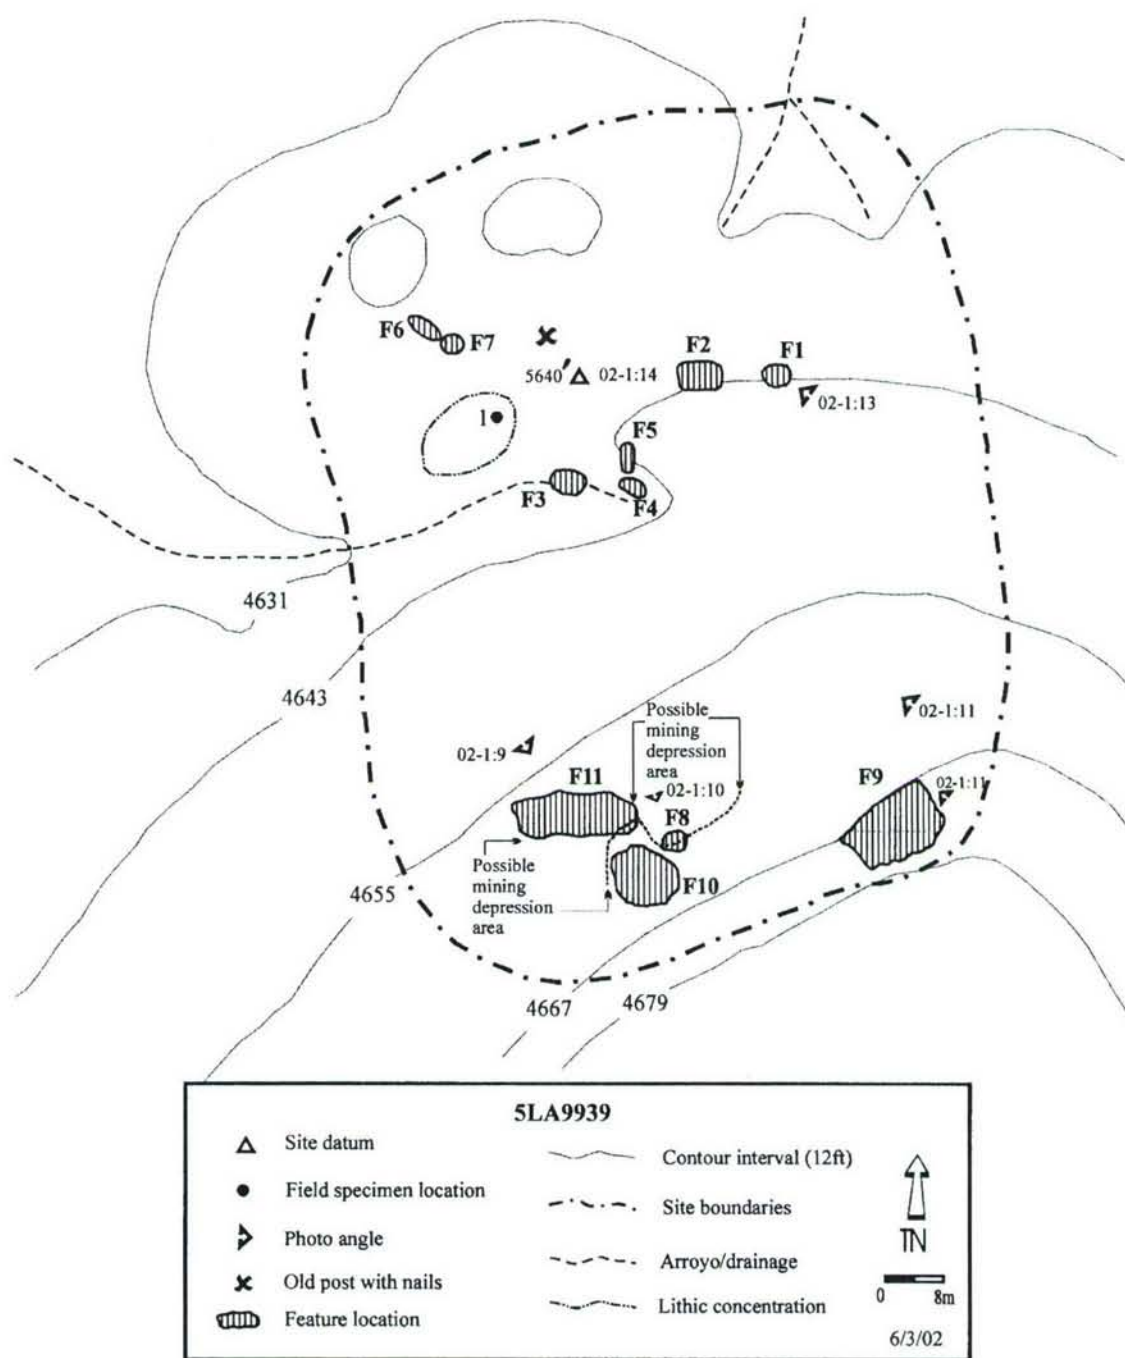 F6
F7
F2
F1
5640'
02-1:14
02-1:13
1
F5
F3
F4
4631
4643
Possible
mining
depression
area
02-1:11
02-1:9
F11
02-1:10
F9
02-1:11
F8
Possible
mining
depression
area
F10
4655
4667
4679
5LA9939
Site datum
Field specimen location
Photo angle
Old post with nails
Feature location
Contour interval (12ft)
Site boundaries
Arroyo/drainage
Lithic concentration
TN
0 8m
6/3/02